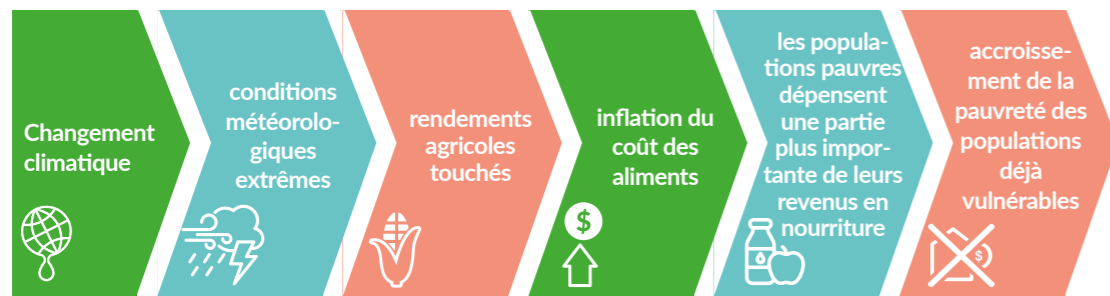 Changement
climatique
conditions
météorolo-
giques
extrêmes
rendements
agricoles
touchés
inflation du
coût des
aliments
$
les popula-
tions pauvres
dépensent
une partie
plus impor-
tante de leurs
revenus en
nourriture
accroisse-
ment de la
pauvreté des
populations
déjà
vulnérables
$